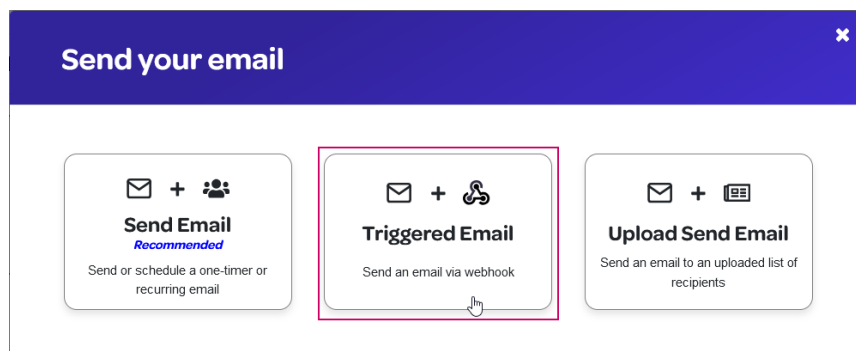 Send your email
Send Email
Recommended
Send or schedule a one-timer or
recurring email
Triggered Email
Send an email via webhook
Upload Send Email
Send an email to an uploaded list of
recipients